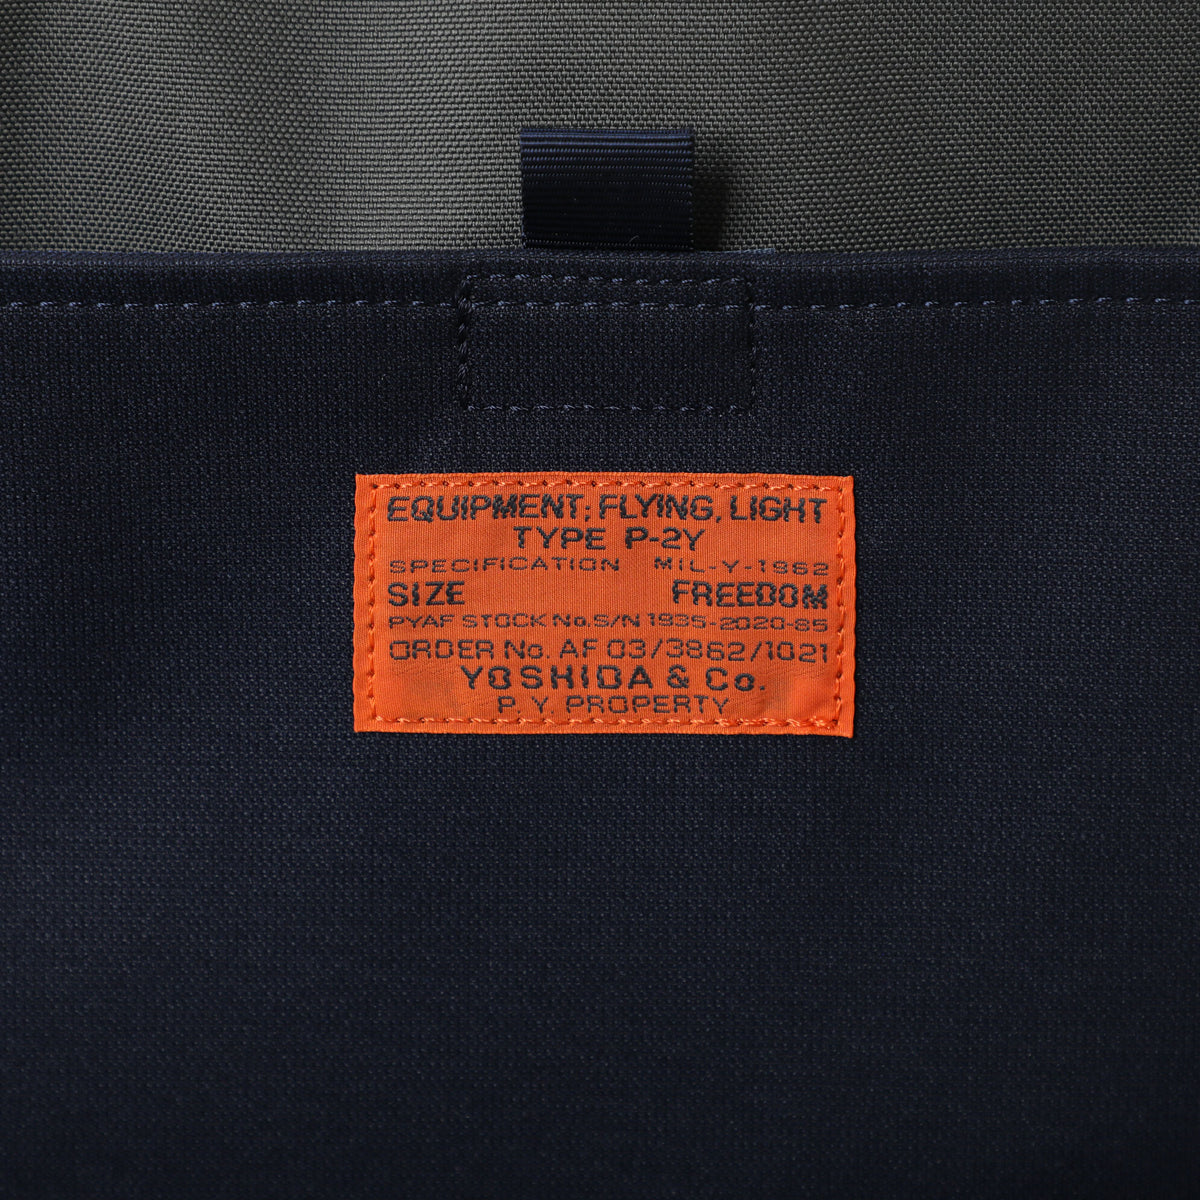 EQUIPMENT; FLYING, LIGHT
TYPE P-2Y
SPECIFICATION MIL-Y-1962
SIZE FREEDOM
PYAF STOCK No. S/N 1935-2020-85
ORDER No. AF 03/3862/1021
YOSHIDA & Co.
P. Y. PROPERTY